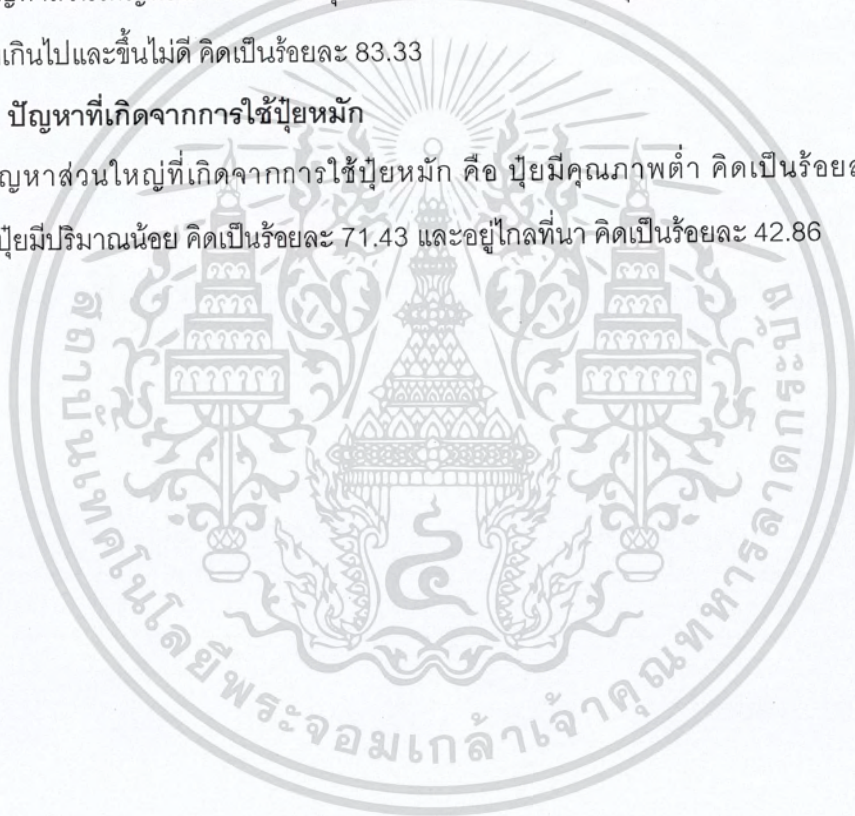 เกินไปและขึ้นไม่ดี คิดเป็นร้อยละ 83.33
ปัญหาที่เกิดจากการใช้ปุ๋ยหมัก
ญหาส่วนใหญ่ที่เกิดจากการใช้ปุ๋ยหมัก คือ ปุ๋ยมีคุณภาพต่ำ คิดเป็นร้อยล
ปุ๋ยมีปริมาณน้อย คิดเป็นร้อยละ 71.43 และอยู่ไกลที่นา คิดเป็นร้อยละ 42.86
สถาบันเทคโนโลยีพระจอมเกล้าเจ้าคุณทหารลาดกระบัง